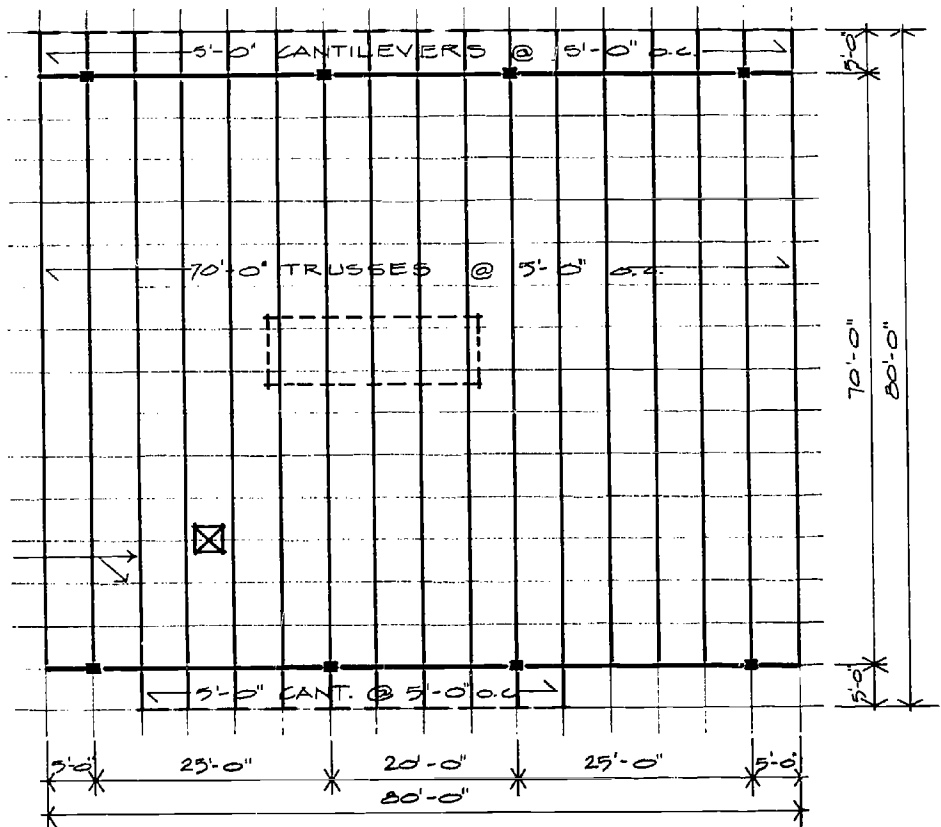 5'-0" CANTILEVERS @ 5'-0" o.c.
5'-0
70'-0" TRUSSES @ 5'-0" o.c.
70'-0"
80'-0"
5'-0" CANT. @ 5'-0" o.c
5'-0"
5'-0" 25'-0" 20'-0" 25'-0" 5'-0"
80'-0"